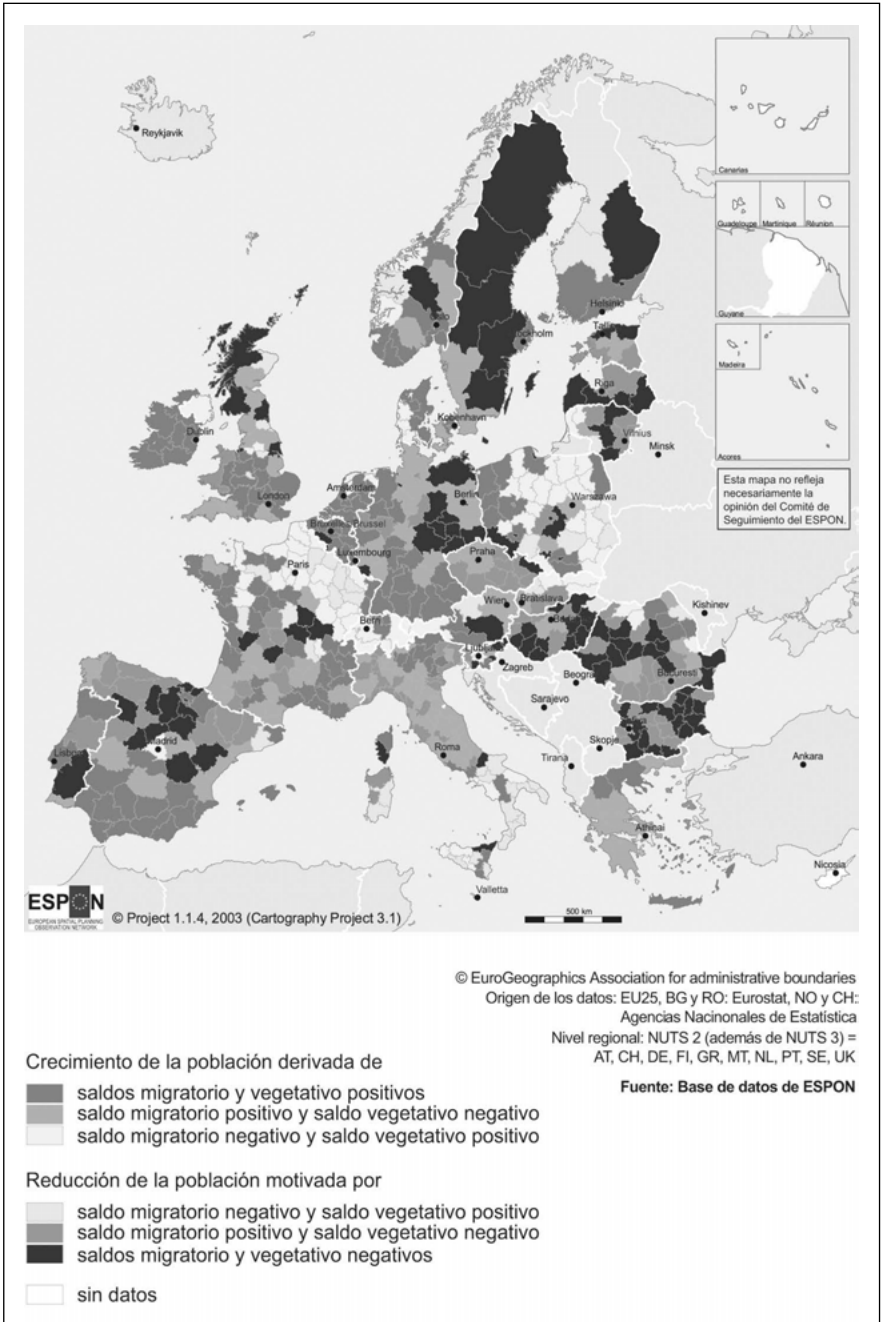 Reykjavik
Canarias
Guadeloupe
Martinique
Réunion
Guyane
Madeira
Acores
Helsinki
Oslo
Riga
Kobenhavn
Vilnius
Minsk
Dublin
London
Amsterdam
Berlin
Warszawa
Bruxelles/Brussel
Luxembourg
Praha
Paris
Wien
Bratislava
Bern
Kishinev
Zagreb
Bucuresti
Sarajevo
Madrid
Lisboa
Roma
Skopje
Tirana
Ankara
Athinai
Nicosia
Valletta
Esta mapa no refleja
necesariamente la
opinión del Comité de
Seguimiento del ESPON.
ESPON
EUROPEAN SPATIAL PLANNING
OBSERVATION NETWORK
© Project 1.1.4, 2003 (Cartography Project 3.1)
500 km
© EuroGeographics Association for administrative boundaries
Origen de los datos: EU25, BG y RO: Eurostat, NO y CH:
Agencias Nacinonales de Estatística
Nivel regional: NUTS 2 (además de NUTS 3) =
AT, CH, DE, FI, GR, MT, NL, PT, SE, UK
Fuente: Base de datos de ESPON
Crecimiento de la población derivada de
saldos migratorio y vegetativo positivos
saldo migratorio positivo y saldo vegetativo negativo
saldo migratorio negativo y saldo vegetativo positivo
Reducción de la población motivada por
saldo migratorio negativo y saldo vegetativo positivo
saldo migratorio positivo y saldo vegetativo negativo
saldos migratorio y vegetativo negativos
sin datos